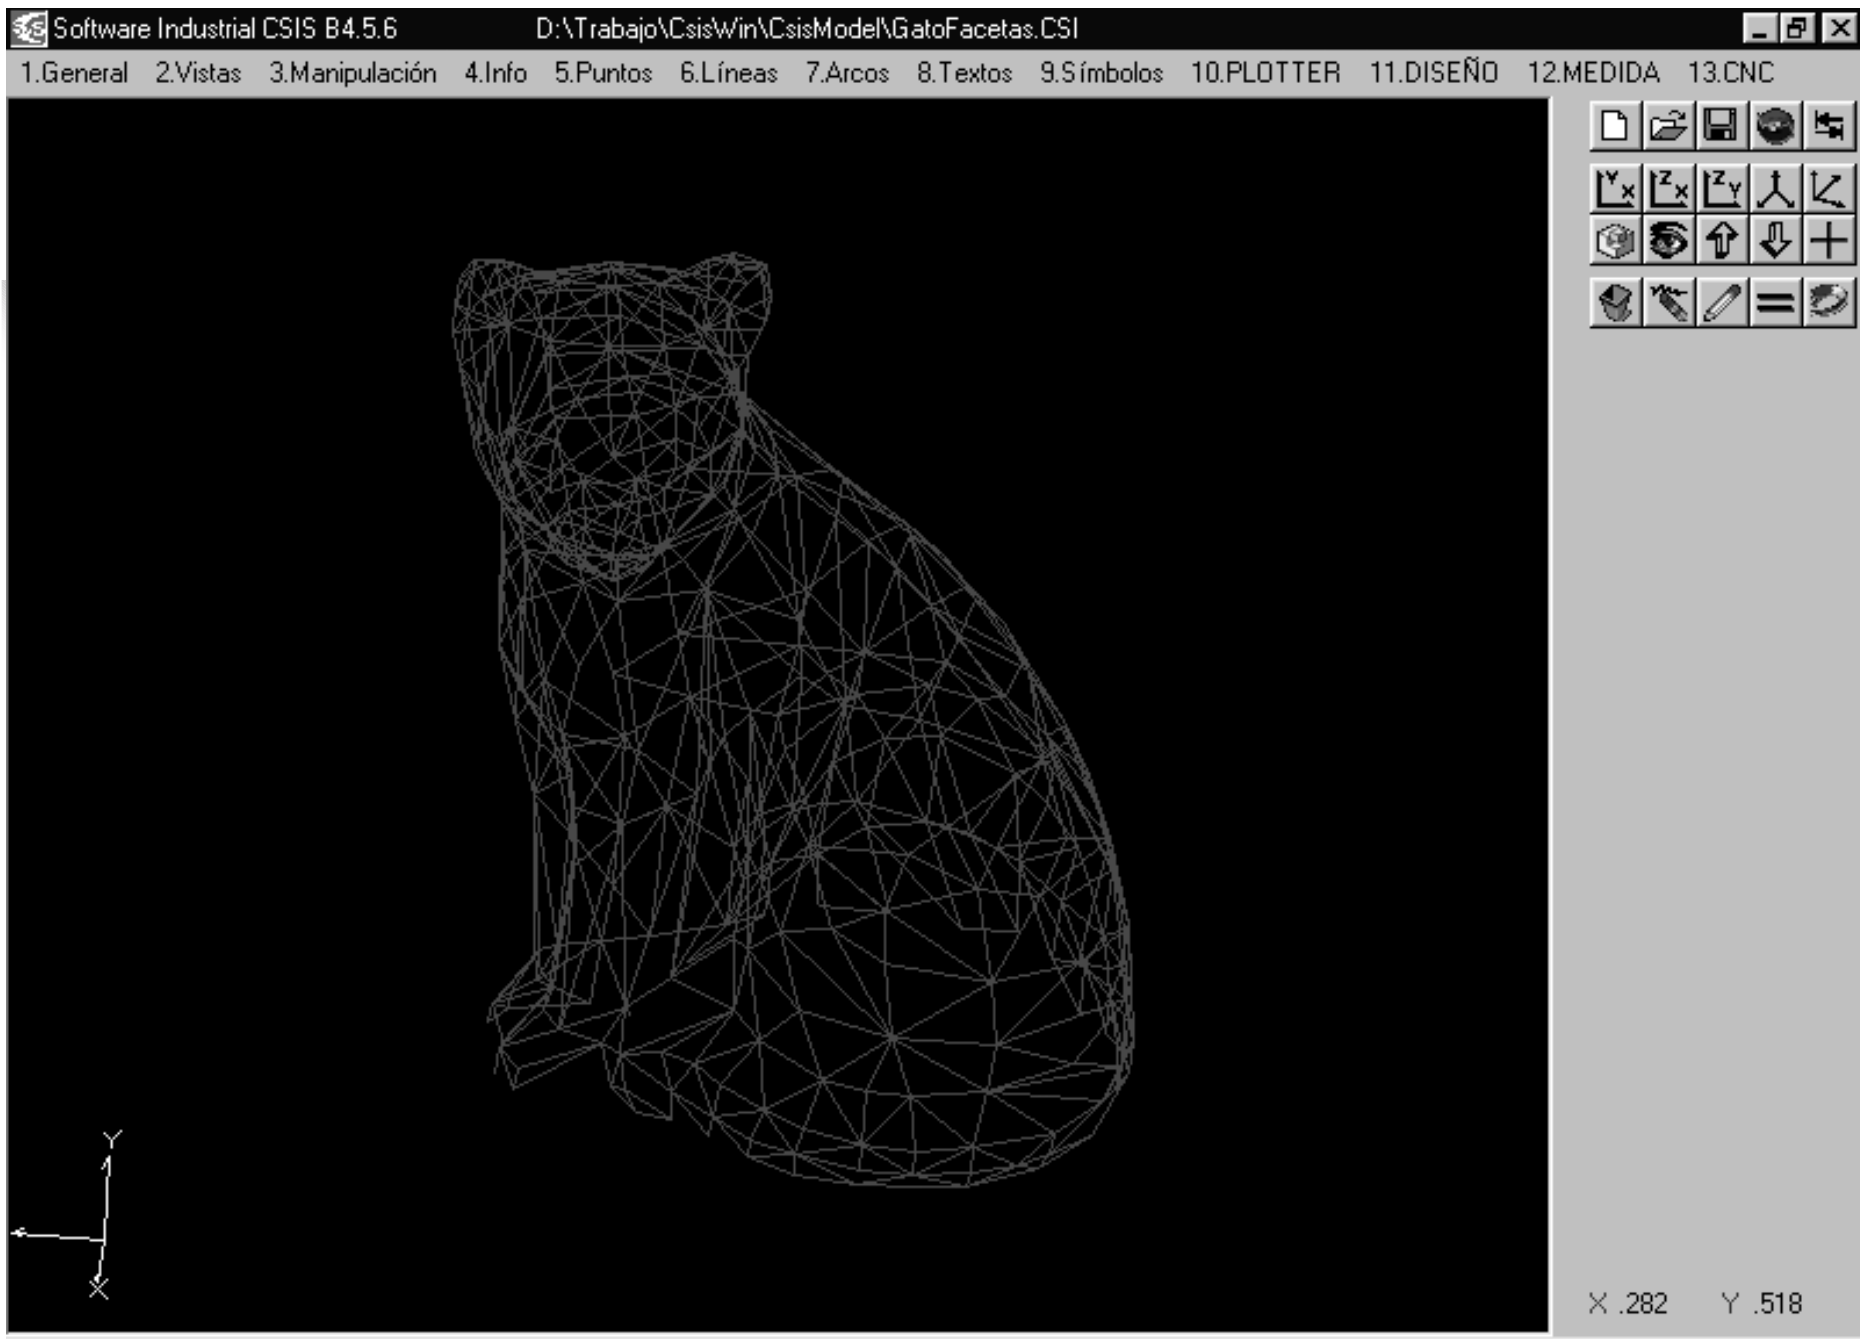 Software Industrial CSIS B4.5.6 D:\Trabajo\CsisWin\CsisModel\GatoFacetas.CSI
1.General 2.Vistas 3.Manipulación 4.Info 5.Puntos 6.Líneas 7.Arcos 8.Textos 9.Símbolos 10.PLOTTER 11.DISEÑO 12.MEDIDA 13.CNC
Y X Z X Z Y
Y
X
X .282 Y .518